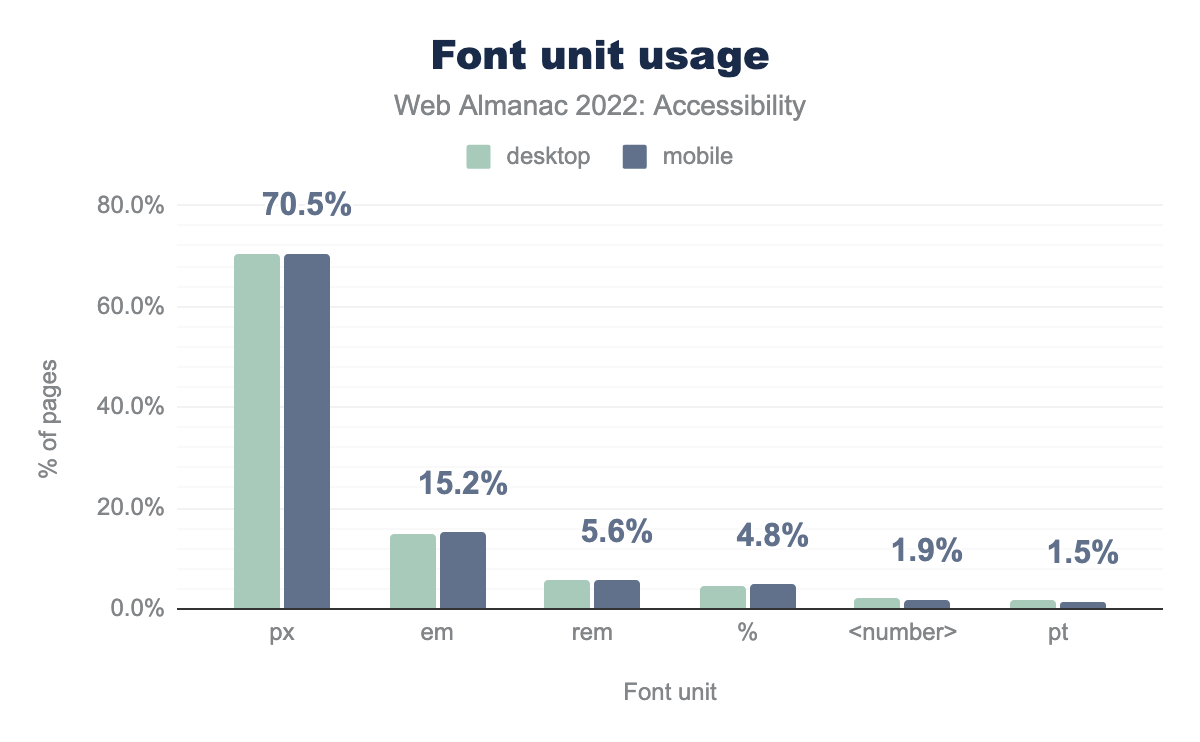 Font unit usage
Web Almanac 2022: Accessibility
desktop mobile
80.0%
60.0%
40.0%
20.0%
0.0%
% of pages
70.5%
15.2%
5.6%
4.8%
1.9%
1.5%
px em rem % <number> pt
Font unit